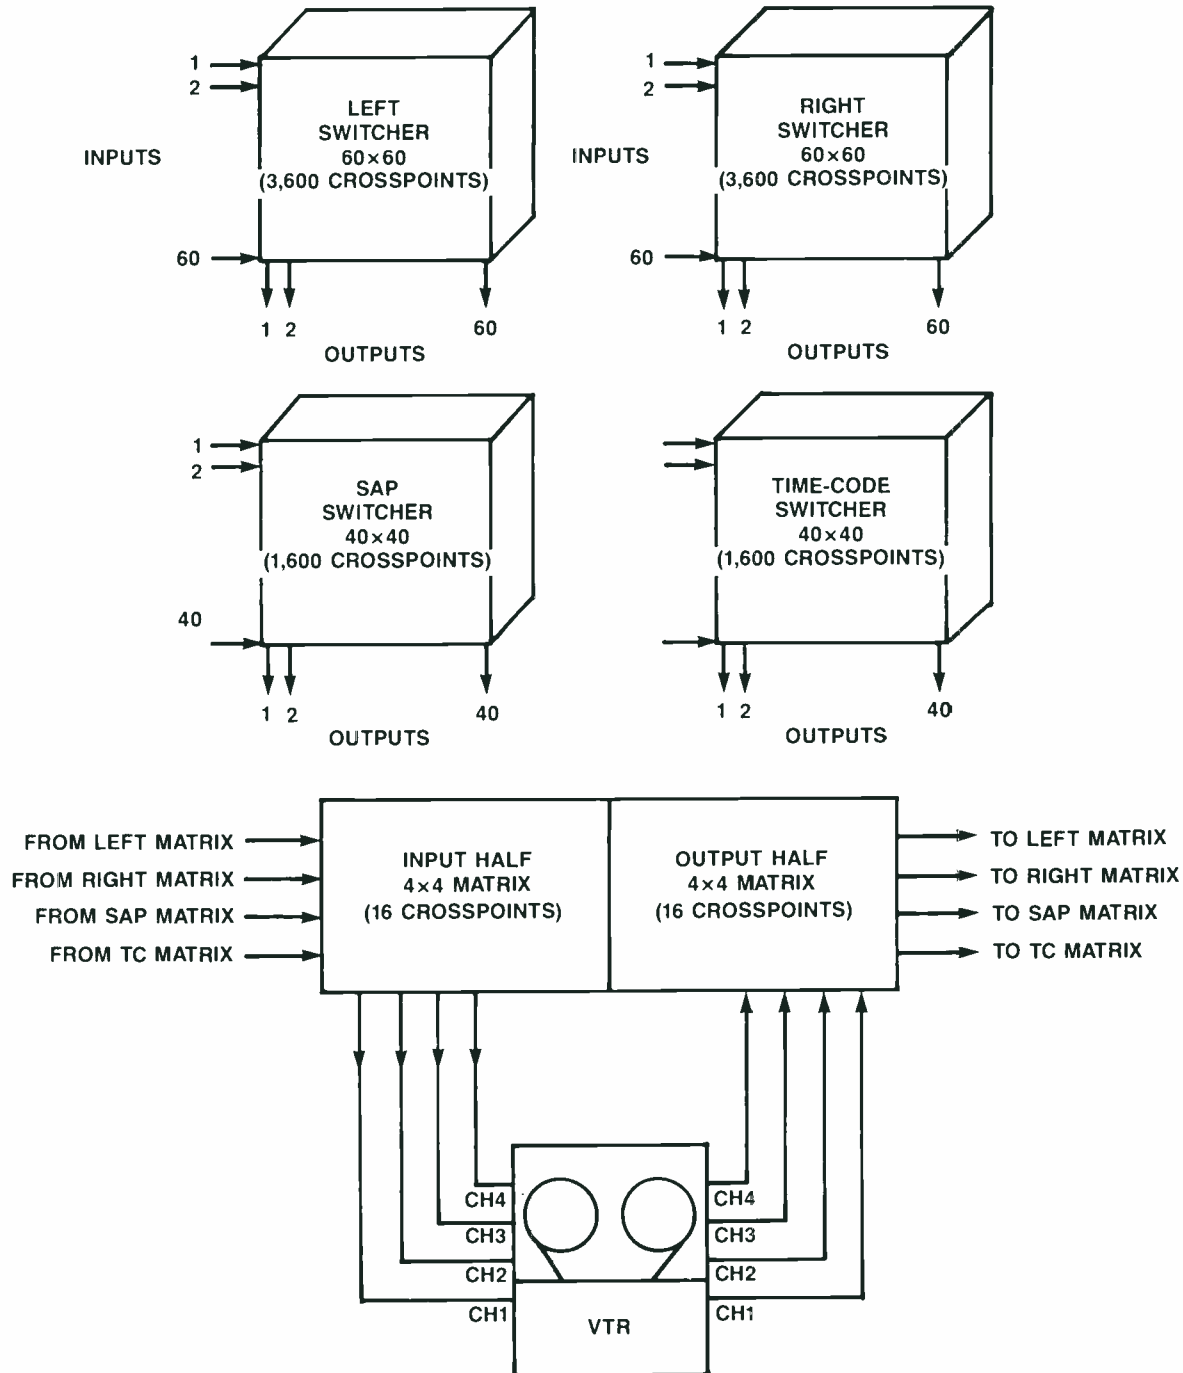 1
2
INPUTS
60
LEFT
SWITCHER
60×60
(3,600 CROSSPOINTS)
1 2 60
OUTPUTS
1
2
INPUTS
60
RIGHT
SWITCHER
60×60
(3,600 CROSSPOINTS)
1 2 60
OUTPUTS
1
2
40
SAP
SWITCHER
40×40
(1,600 CROSSPOINTS)
1 2 40
OUTPUTS
TIME-CODE
SWITCHER
40×40
(1,600 CROSSPOINTS)
1 2 40
OUTPUTS
FROM LEFT MATRIX
FROM RIGHT MATRIX
FROM SAP MATRIX
FROM TC MATRIX
INPUT HALF
4×4 MATRIX
(16 CROSSPOINTS)
OUTPUT HALF
4×4 MATRIX
(16 CROSSPOINTS)
TO LEFT MATRIX
TO RIGHT MATRIX
TO SAP MATRIX
TO TC MATRIX
CH4
CH3
CH2
CH1
CH4
CH3
CH2
CH1
VTR